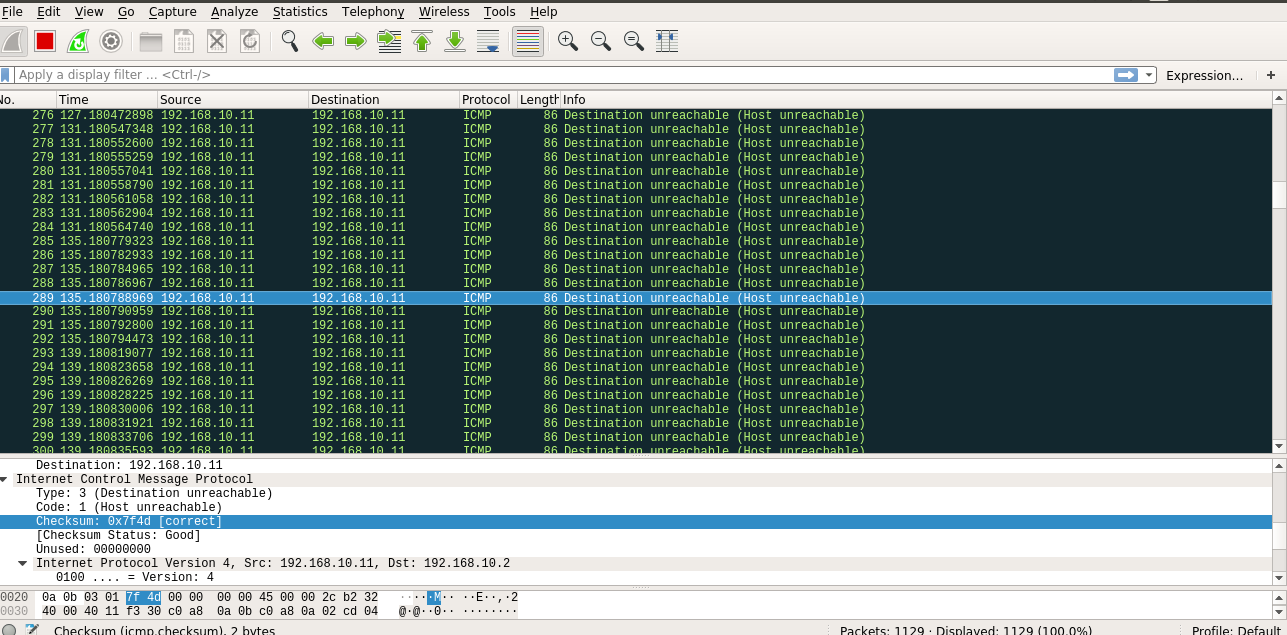 File Edit View Go Capture Analyze Statistics Telephony Wireless Tools Help
Apply a display filter … <Ctrl-/> Expression… +
No. Time Source Destination Protocol Length Info
276 127.180472898 192.168.10.11 192.168.10.11 ICMP 86 Destination unreachable (Host unreachable)
277 131.180547348 192.168.10.11 192.168.10.11 ICMP 86 Destination unreachable (Host unreachable)
278 131.180552600 192.168.10.11 192.168.10.11 ICMP 86 Destination unreachable (Host unreachable)
279 131.180555259 192.168.10.11 192.168.10.11 ICMP 86 Destination unreachable (Host unreachable)
280 131.180557041 192.168.10.11 192.168.10.11 ICMP 86 Destination unreachable (Host unreachable)
281 131.180558790 192.168.10.11 192.168.10.11 ICMP 86 Destination unreachable (Host unreachable)
282 131.180561058 192.168.10.11 192.168.10.11 ICMP 86 Destination unreachable (Host unreachable)
283 131.180562904 192.168.10.11 192.168.10.11 ICMP 86 Destination unreachable (Host unreachable)
284 131.180564740 192.168.10.11 192.168.10.11 ICMP 86 Destination unreachable (Host unreachable)
285 135.180779323 192.168.10.11 192.168.10.11 ICMP 86 Destination unreachable (Host unreachable)
286 135.180782933 192.168.10.11 192.168.10.11 ICMP 86 Destination unreachable (Host unreachable)
287 135.180784965 192.168.10.11 192.168.10.11 ICMP 86 Destination unreachable (Host unreachable)
288 135.180786967 192.168.10.11 192.168.10.11 ICMP 86 Destination unreachable (Host unreachable)
289 135.180788969 192.168.10.11 192.168.10.11 ICMP 86 Destination unreachable (Host unreachable)
290 135.180790959 192.168.10.11 192.168.10.11 ICMP 86 Destination unreachable (Host unreachable)
291 135.180792800 192.168.10.11 192.168.10.11 ICMP 86 Destination unreachable (Host unreachable)
292 135.180794473 192.168.10.11 192.168.10.11 ICMP 86 Destination unreachable (Host unreachable)
293 139.180819077 192.168.10.11 192.168.10.11 ICMP 86 Destination unreachable (Host unreachable)
294 139.180823658 192.168.10.11 192.168.10.11 ICMP 86 Destination unreachable (Host unreachable)
295 139.180826269 192.168.10.11 192.168.10.11 ICMP 86 Destination unreachable (Host unreachable)
296 139.180828225 192.168.10.11 192.168.10.11 ICMP 86 Destination unreachable (Host unreachable)
297 139.180830006 192.168.10.11 192.168.10.11 ICMP 86 Destination unreachable (Host unreachable)
298 139.180831921 192.168.10.11 192.168.10.11 ICMP 86 Destination unreachable (Host unreachable)
299 139.180833706 192.168.10.11 192.168.10.11 ICMP 86 Destination unreachable (Host unreachable)
300 139.180835593 192.168.10.11 192.168.10.11 ICMP 86 Destination unreachable (Host unreachable)
Destination: 192.168.10.11
Internet Control Message Protocol
Type: 3 (Destination unreachable)
Code: 1 (Host unreachable)
Checksum: 0x7f4d [correct]
[Checksum Status: Good]
Unused: 00000000
Internet Protocol Version 4, Src: 192.168.10.11, Dst: 192.168.10.2
0100 .... = Version: 4
0020 0a 0b 03 01 7f 4d 00 00 00 00 45 00 00 2c b2 32 ·····M·· ··E··,·2
0030 40 00 40 11 f3 30 c0 a8 0a 0b c0 a8 0a 02 cd 04 @·@··0·· ········
Checksum (icmp.checksum), 2 bytes Packets: 1129 · Displayed: 1129 (100.0%) Profile: Default